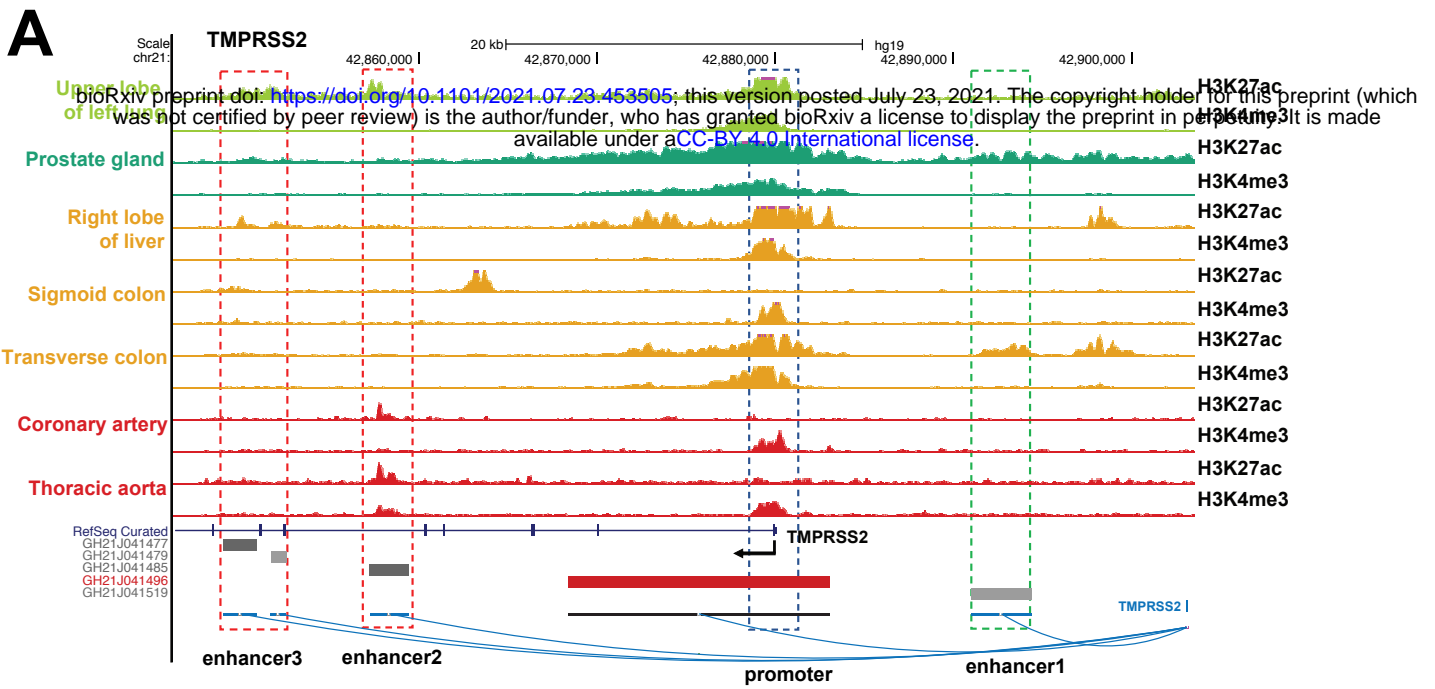 A
TMPRSS2
Scale
20 kb
hg19
chr21:
42,860,000
42,870,000
42,880,000
42,890,000
42,900,000
Upper lobe
of left lung
H3K27ac
H3K4me3
bioRxiv preprint doi: https://doi.org/10.1101/2021.07.23.453505; this version posted July 23, 2021. The copyright holder for this preprint (which
was not certified by peer review) is the author/funder, who has granted bioRxiv a license to display the preprint in perpetuity. It is made
available under aCC-BY 4.0 International license.
Prostate gland
H3K27ac
H3K4me3
Right lobe
of liver
H3K27ac
H3K4me3
Sigmoid colon
H3K27ac
H3K4me3
Transverse colon
H3K27ac
H3K4me3
Coronary artery
H3K27ac
H3K4me3
Thoracic aorta
H3K27ac
H3K4me3
RefSeq Curated
TMPRSS2
GH21J041477
GH21J041479
GH21J041485
GH21J041496
GH21J041519
TMPRSS2
enhancer3
enhancer2
promoter
enhancer1